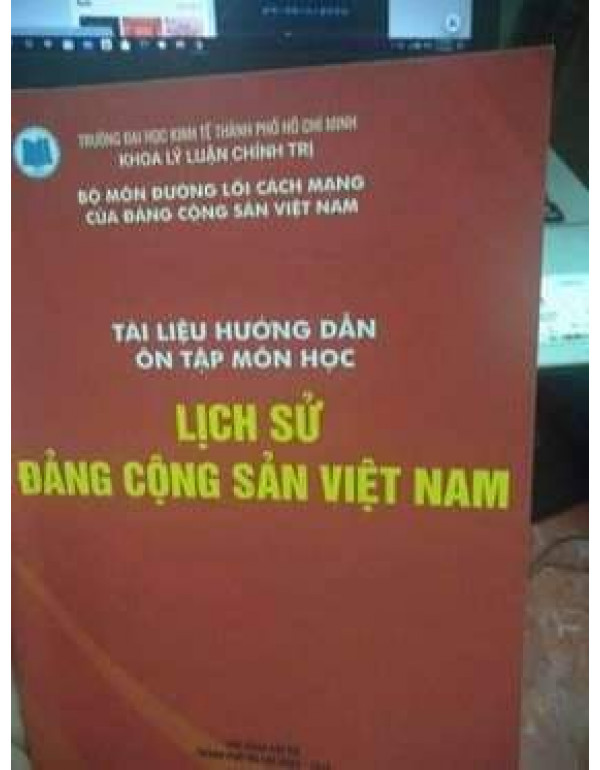 TRƯỜNG ĐẠI HỌC KINH TẾ THÀNH PHỐ HỒ CHÍ MINH
KHOA LÝ LUẬN CHÍNH TRỊ
BỘ MÔN ĐƯỜNG LỐI CÁCH MẠNG
CỦA ĐẢNG CỘNG SẢN VIỆT NAM
TÀI LIỆU HƯỚNG DẪN
ÔN TẬP MÔN HỌC
LỊCH SỬ
ĐẢNG CỘNG SẢN VIỆT NAM